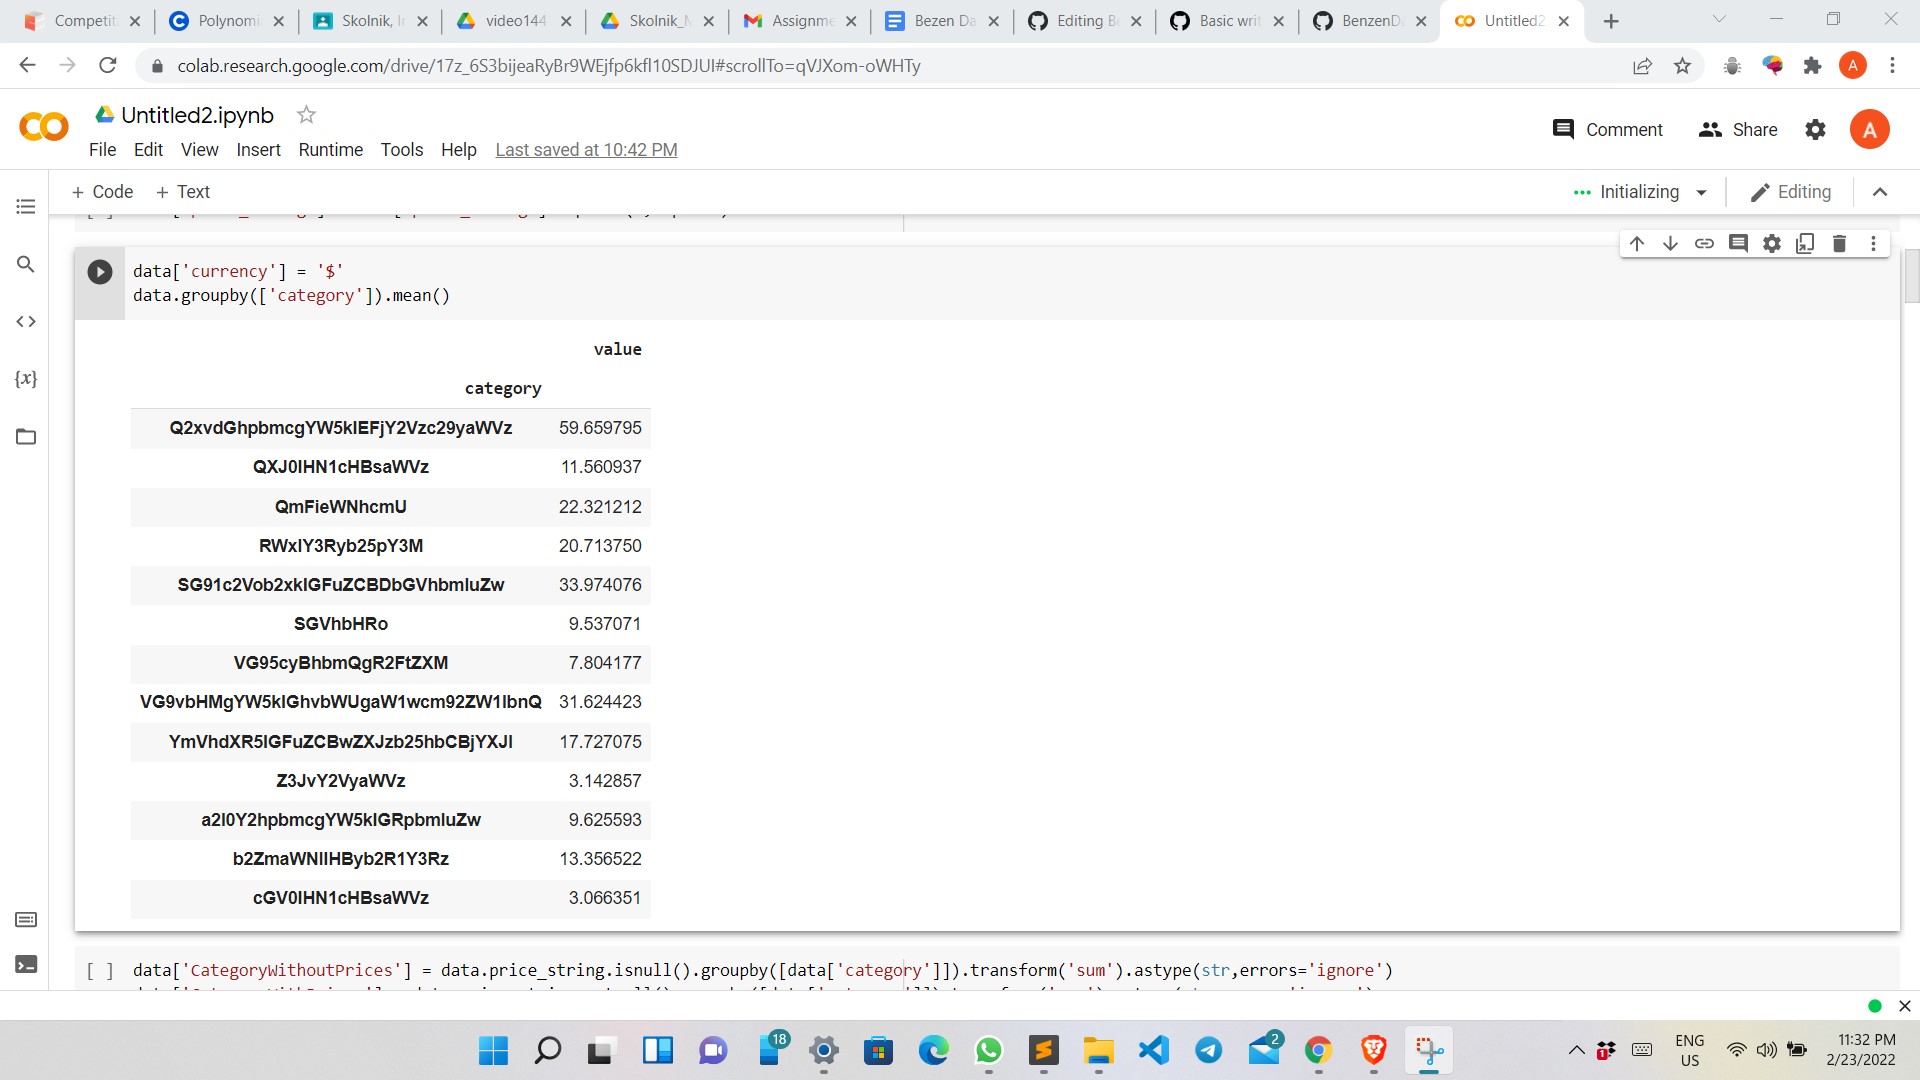 Competit
Polynomi
Skolnik, I
video144
Skolnik_M
Assignme
Bezen Da
Editing B
Basic writ
BenzenD
Untitled2
colab.research.google.com/drive/17z_6S3bijeaRyBr9WEjfp6kfl10SDJUI#scrollTo=qVJXom-oWHTy
A
Untitled2.ipynb
Comment
Share
A
File Edit View Insert Runtime Tools Help Last saved at 10:42 PM
+ Code + Text
Initializing
Editing
data['currency'] = '$'
data.groupby(['category']).mean()
{x}
value
category
Q2xvdGhpbmcgYW5kIEFjY2Vzc29yaWVz 59.659795
QXJ0IHN1cHBsaWVz 11.560937
QmFieWNhcmU 22.321212
RWxlY3Ryb25pY3M 20.713750
SG91c2Vob2xkIGFuZCBDbGVhbmluZw 33.974076
SGVhbHRo 9.537071
VG95cyBhbmQgR2FtZXM 7.804177
VG9vbHMgYW5kIGhvbWUgaW1wcm92ZW1lbnQ 31.624423
YmVhdXR5IGFuZCBwZXJzb25hbCBjYXJl 17.727075
Z3JvY2VyaWVz 3.142857
a2l0Y2hpbmcgYW5kIGRpbmluZw 9.625593
b2ZmaWNlIHByb2R1Y3Rz 13.356522
cGV0IHN1cHBsaWVz 3.066351
[ ] data['CategoryWithoutPrices'] = data.price_string.isnull().groupby([data['category']]).transform('sum').astype(str,errors='ignore')
18
2
1
ENG
US
11:32 PM
2/23/2022